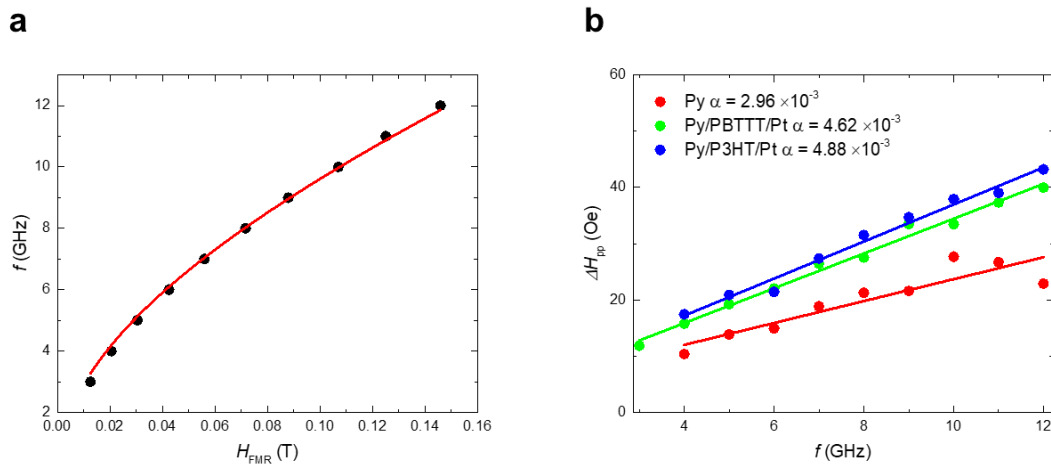 a
12
10
8
6
4
2
f (GHz)
0.00 0.02 0.04 0.06 0.08 0.10 0.12 0.14 0.16
H_FMR (T)
b
60
40
20
0
ΔH_pp (Oe)
Py α = 2.96 ×10⁻³
Py/PBTTT/Pt α = 4.62 ×10⁻³
Py/P3HT/Pt α = 4.88 ×10⁻³
4 6 8 10 12
f (GHz)